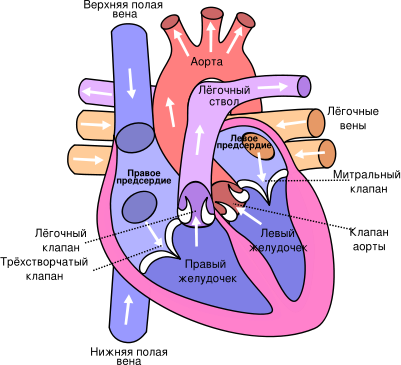 Верхняя полая
вена
Аорта
Лёгочный
ствол
Лёгочные
вены
Левое
предсердие
Правое
предсердие
Митральный
клапан
Лёгочный
клапан
Трёхстворчатый
клапан
Левый
желудочек
Клапан
аорты
Правый
желудочек
Нижняя полая
вена